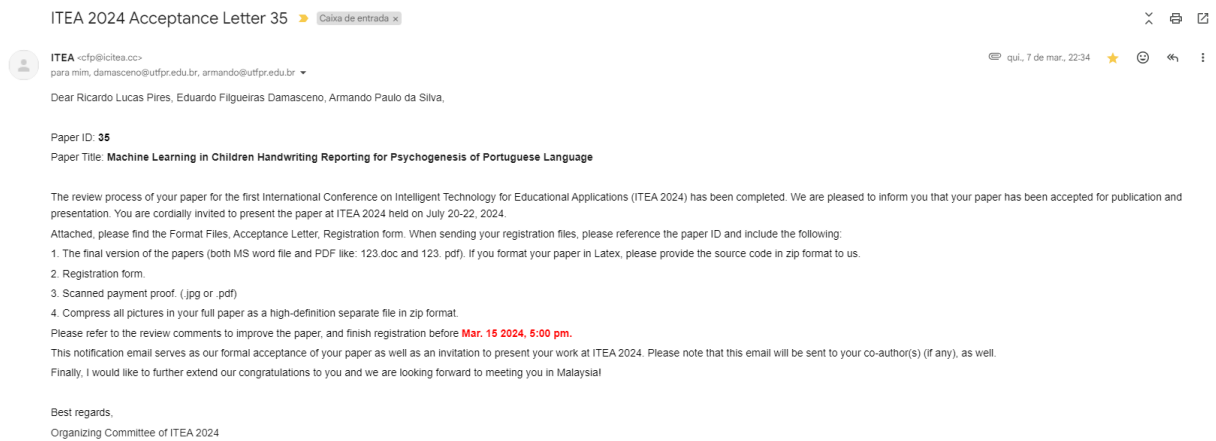 ITEA 2024 Acceptance Letter 35 Caixa de entrada x
ITEA <cfp@icitea.cc>
qui., 7 de mar., 22:34
para mim, damasceno@utfpr.edu.br, armando@utfpr.edu.br
Dear Ricardo Lucas Pires, Eduardo Filgueiras Damasceno, Armando Paulo da Silva,
Paper ID: 35
Paper Title: Machine Learning in Children Handwriting Reporting for Psychogenesis of Portuguese Language
The review process of your paper for the first International Conference on Intelligent Technology for Educational Applications (ITEA 2024) has been completed. We are pleased to inform you that your paper has been accepted for publication and
presentation. You are cordially invited to present the paper at ITEA 2024 held on July 20-22, 2024.
Attached, please find the Format Files, Acceptance Letter, Registration form. When sending your registration files, please reference the paper ID and include the following:
1. The final version of the papers (both MS word file and PDF like: 123.doc and 123. pdf). If you format your paper in Latex, please provide the source code in zip format to us.
2. Registration form.
3. Scanned payment proof. (.jpg or .pdf)
4. Compress all pictures in your full paper as a high-definition separate file in zip format.
Please refer to the review comments to improve the paper, and finish registration before Mar. 15 2024, 5:00 pm.
This notification email serves as our formal acceptance of your paper as well as an invitation to present your work at ITEA 2024. Please note that this email will be sent to your co-author(s) (if any), as well.
Finally, I would like to further extend our congratulations to you and we are looking forward to meeting you in Malaysia!
Best regards,
Organizing Committee of ITEA 2024